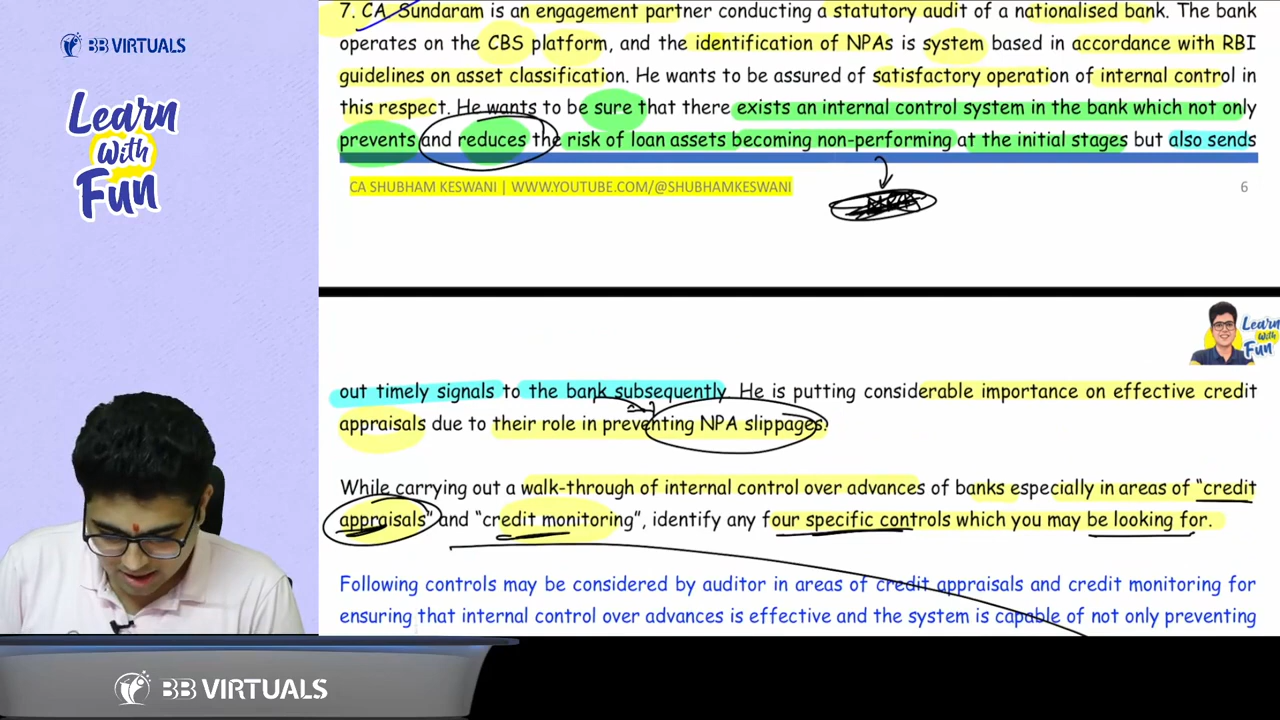 BB VIRTUALS
Learn
With
Fun
7. CA Sundaram is an engagement partner conducting a statutory audit of a nationalised bank. The bank
operates on the CBS platform, and the identification of NPAs is system based in accordance with RBI
guidelines on asset classification. He wants to be assured of satisfactory operation of internal control in
this respect. He wants to be sure that there exists an internal control system in the bank which not only
prevents and reduces the risk of loan assets becoming non-performing at the initial stages but also sends
CA SHUBHAM KESWANI | WWW.YOUTUBE.COM/@SHUBHAMKESWANI
6
Learn
With
Fun
out timely signals to the bank subsequently. He is putting considerable importance on effective credit
appraisals due to their role in preventing NPA slippages.
While carrying out a walk-through of internal control over advances of banks especially in areas of “credit
appraisals” and “credit monitoring”, identify any four specific controls which you may be looking for.
Following controls may be considered by auditor in areas of credit appraisals and credit monitoring for
ensuring that internal control over advances is effective and the system is capable of not only preventing
BB VIRTUALS